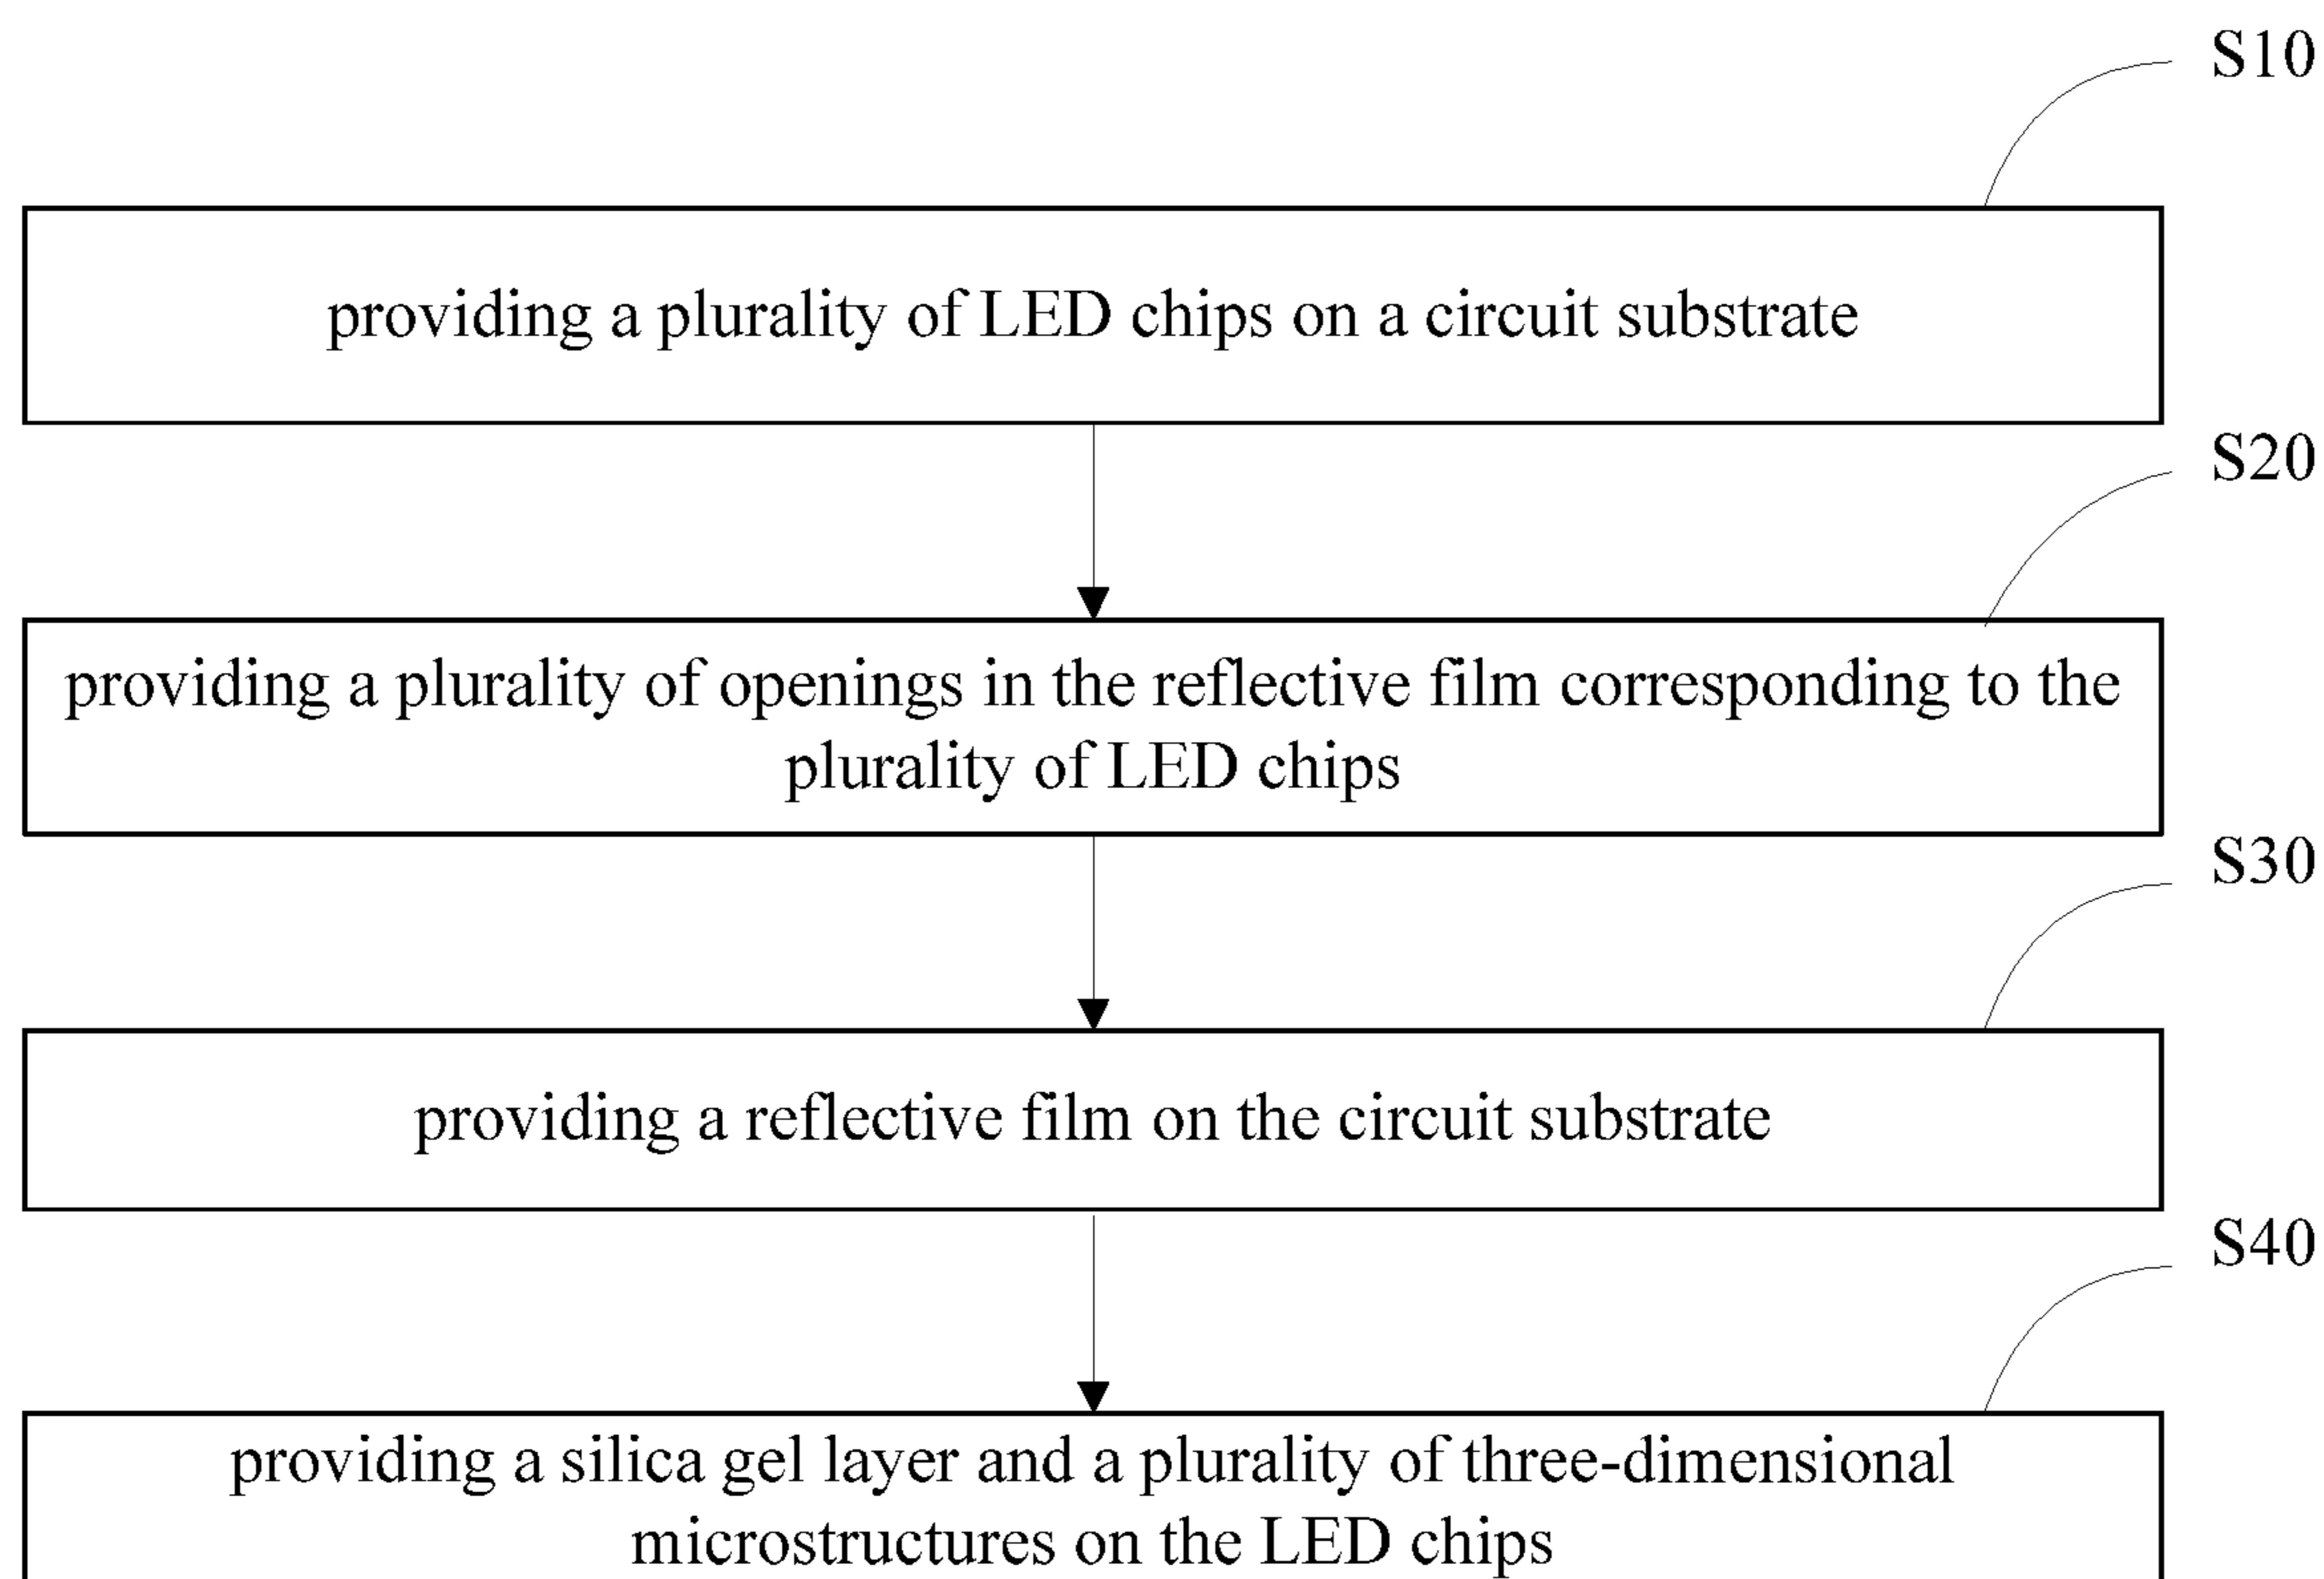 S10
providing a plurality of LED chips on a circuit substrate
S20
providing a plurality of openings in the reflective film corresponding to the
plurality of LED chips
S30
providing a reflective film on the circuit substrate
S40
providing a silica gel layer and a plurality of three-dimensional
microstructures on the LED chips